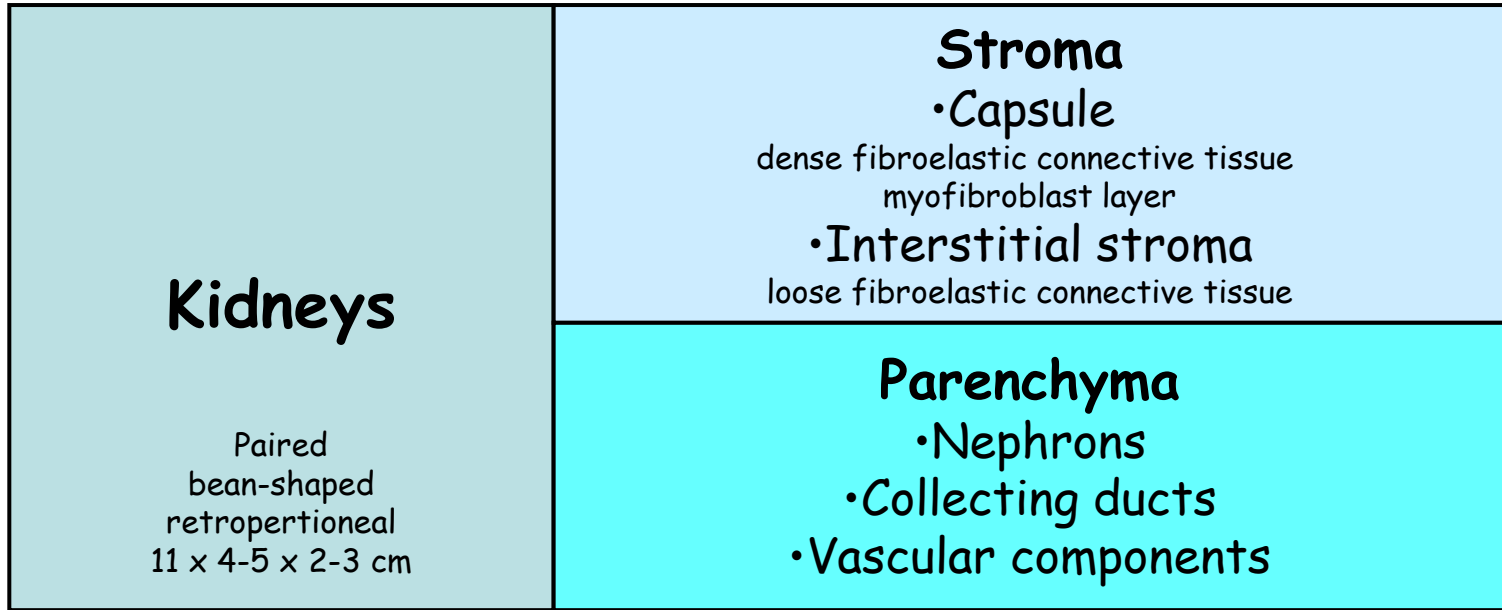 Kidneys
Paired
bean-shaped
retropertioneal
11 x 4-5 x 2-3 cm
Stroma
•Capsule
dense fibroelastic connective tissue
myofibroblast layer
•Interstitial stroma
loose fibroelastic connective tissue
Parenchyma
•Nephrons
•Collecting ducts
•Vascular components